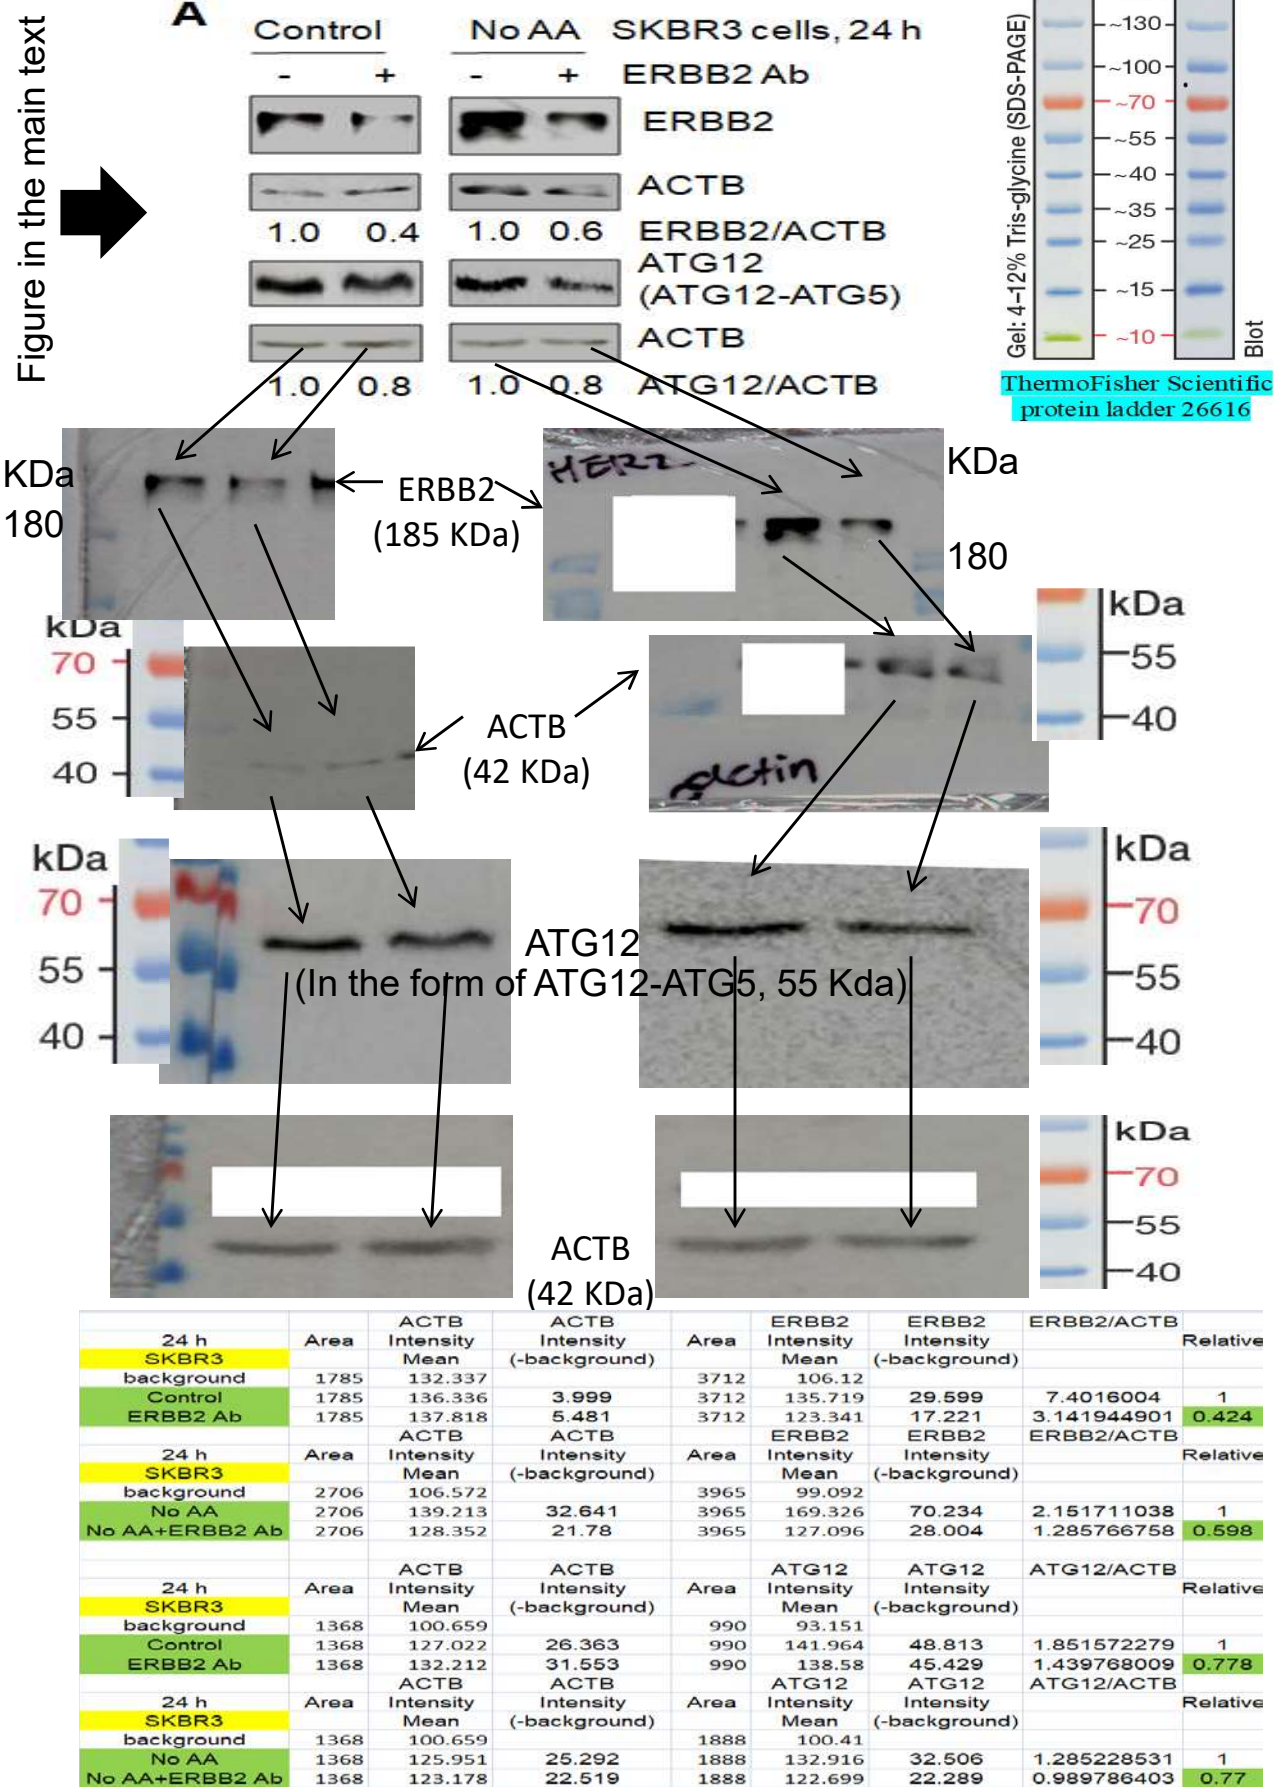 Figure in the main text
A
Control No AA SKBR3 cells, 24 h
- + - + ERBB2 Ab
ERBB2
ACTB
1.0 0.4 1.0 0.6 ERBB2/ACTB
ATG12
(ATG12-ATG5)
ACTB
1.0 0.8 1.0 0.8 ATG12/ACTB
Gel: 4–12% Tris-glycine (SDS-PAGE)
~130
~100
~70
~55
~40
~35
~25
~15
~10
Blot
ThermoFisher Scientific
protein ladder 26616
KDa
180
ERBB2
(185 KDa)
HER2
KDa
180
kDa
70
55
40
ACTB
(42 KDa)
actin
kDa
55
40
kDa
70
55
40
ATG12
(In the form of ATG12-ATG5, 55 Kda)
kDa
70
55
40
ACTB
(42 KDa)
kDa
70
55
40
ACTB ACTB ERBB2 ERBB2 ERBB2/ACTB
24 h Area Intensity Intensity Area Intensity Intensity Relative
SKBR3 Mean (-background) Mean (-background)
background 1785 132.337 3712 106.12
Control 1785 136.336 3.999 3712 135.719 29.599 7.4016004 1
ERBB2 Ab 1785 137.818 5.481 3712 123.341 17.221 3.141944901 0.424
ACTB ACTB ERBB2 ERBB2 ERBB2/ACTB
24 h Area Intensity Intensity Area Intensity Intensity Relative
SKBR3 Mean (-background) Mean (-background)
background 2706 106.572 3965 99.092
No AA 2706 139.213 32.641 3965 169.326 70.234 2.151711038 1
No AA+ERBB2 Ab 2706 128.352 21.78 3965 127.096 28.004 1.285766758 0.598
ACTB ACTB ATG12 ATG12 ATG12/ACTB
24 h Area Intensity Intensity Area Intensity Intensity Relative
SKBR3 Mean (-background) Mean (-background)
background 1368 100.659 990 93.151
Control 1368 127.022 26.363 990 141.964 48.813 1.851572279 1
ERBB2 Ab 1368 132.212 31.553 990 138.58 45.429 1.439768009 0.778
ACTB ACTB ATG12 ATG12 ATG12/ACTB
24 h Area Intensity Intensity Area Intensity Intensity Relative
SKBR3 Mean (-background) Mean (-background)
background 1368 100.659 1888 100.41
No AA 1368 125.951 25.292 1888 132.916 32.506 1.285228531 1
No AA+ERBB2 Ab 1368 123.178 22.519 1888 122.699 22.289 0.989786403 0.77